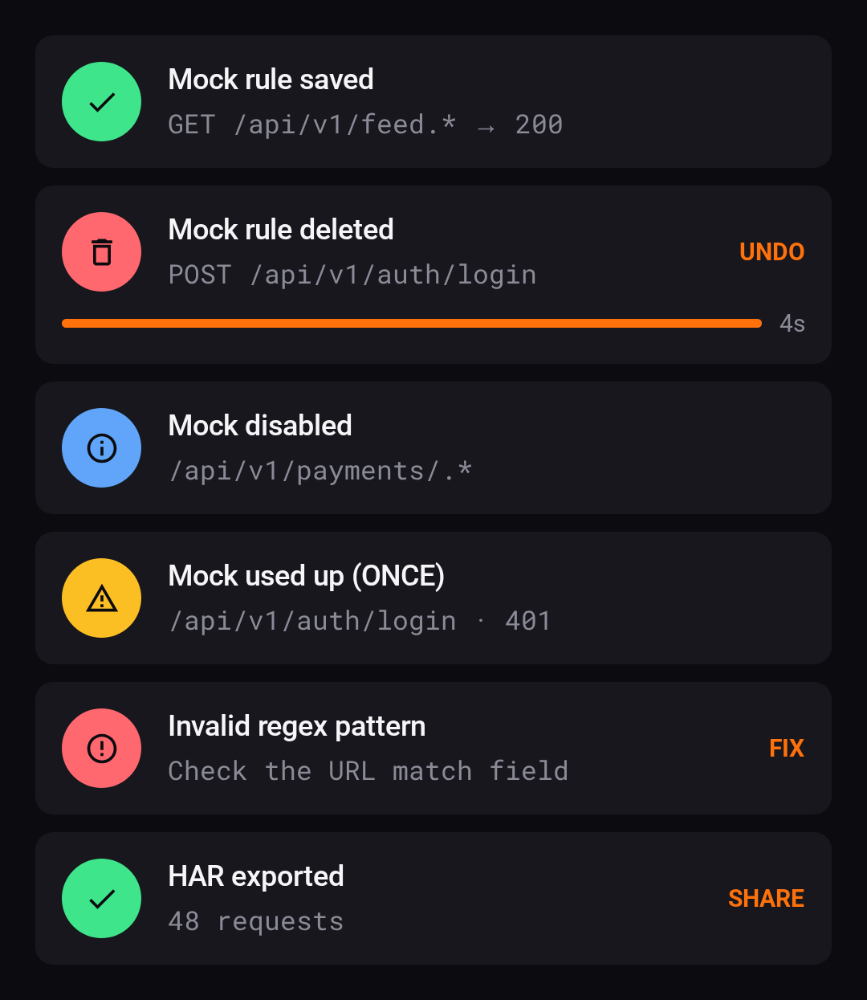 Mock rule saved
GET /api/v1/feed.* → 200
Mock rule deleted
POST /api/v1/auth/login
UNDO
4s
Mock disabled
/api/v1/payments/.*
Mock used up (ONCE)
/api/v1/auth/login · 401
Invalid regex pattern
Check the URL match field
FIX
HAR exported
48 requests
SHARE